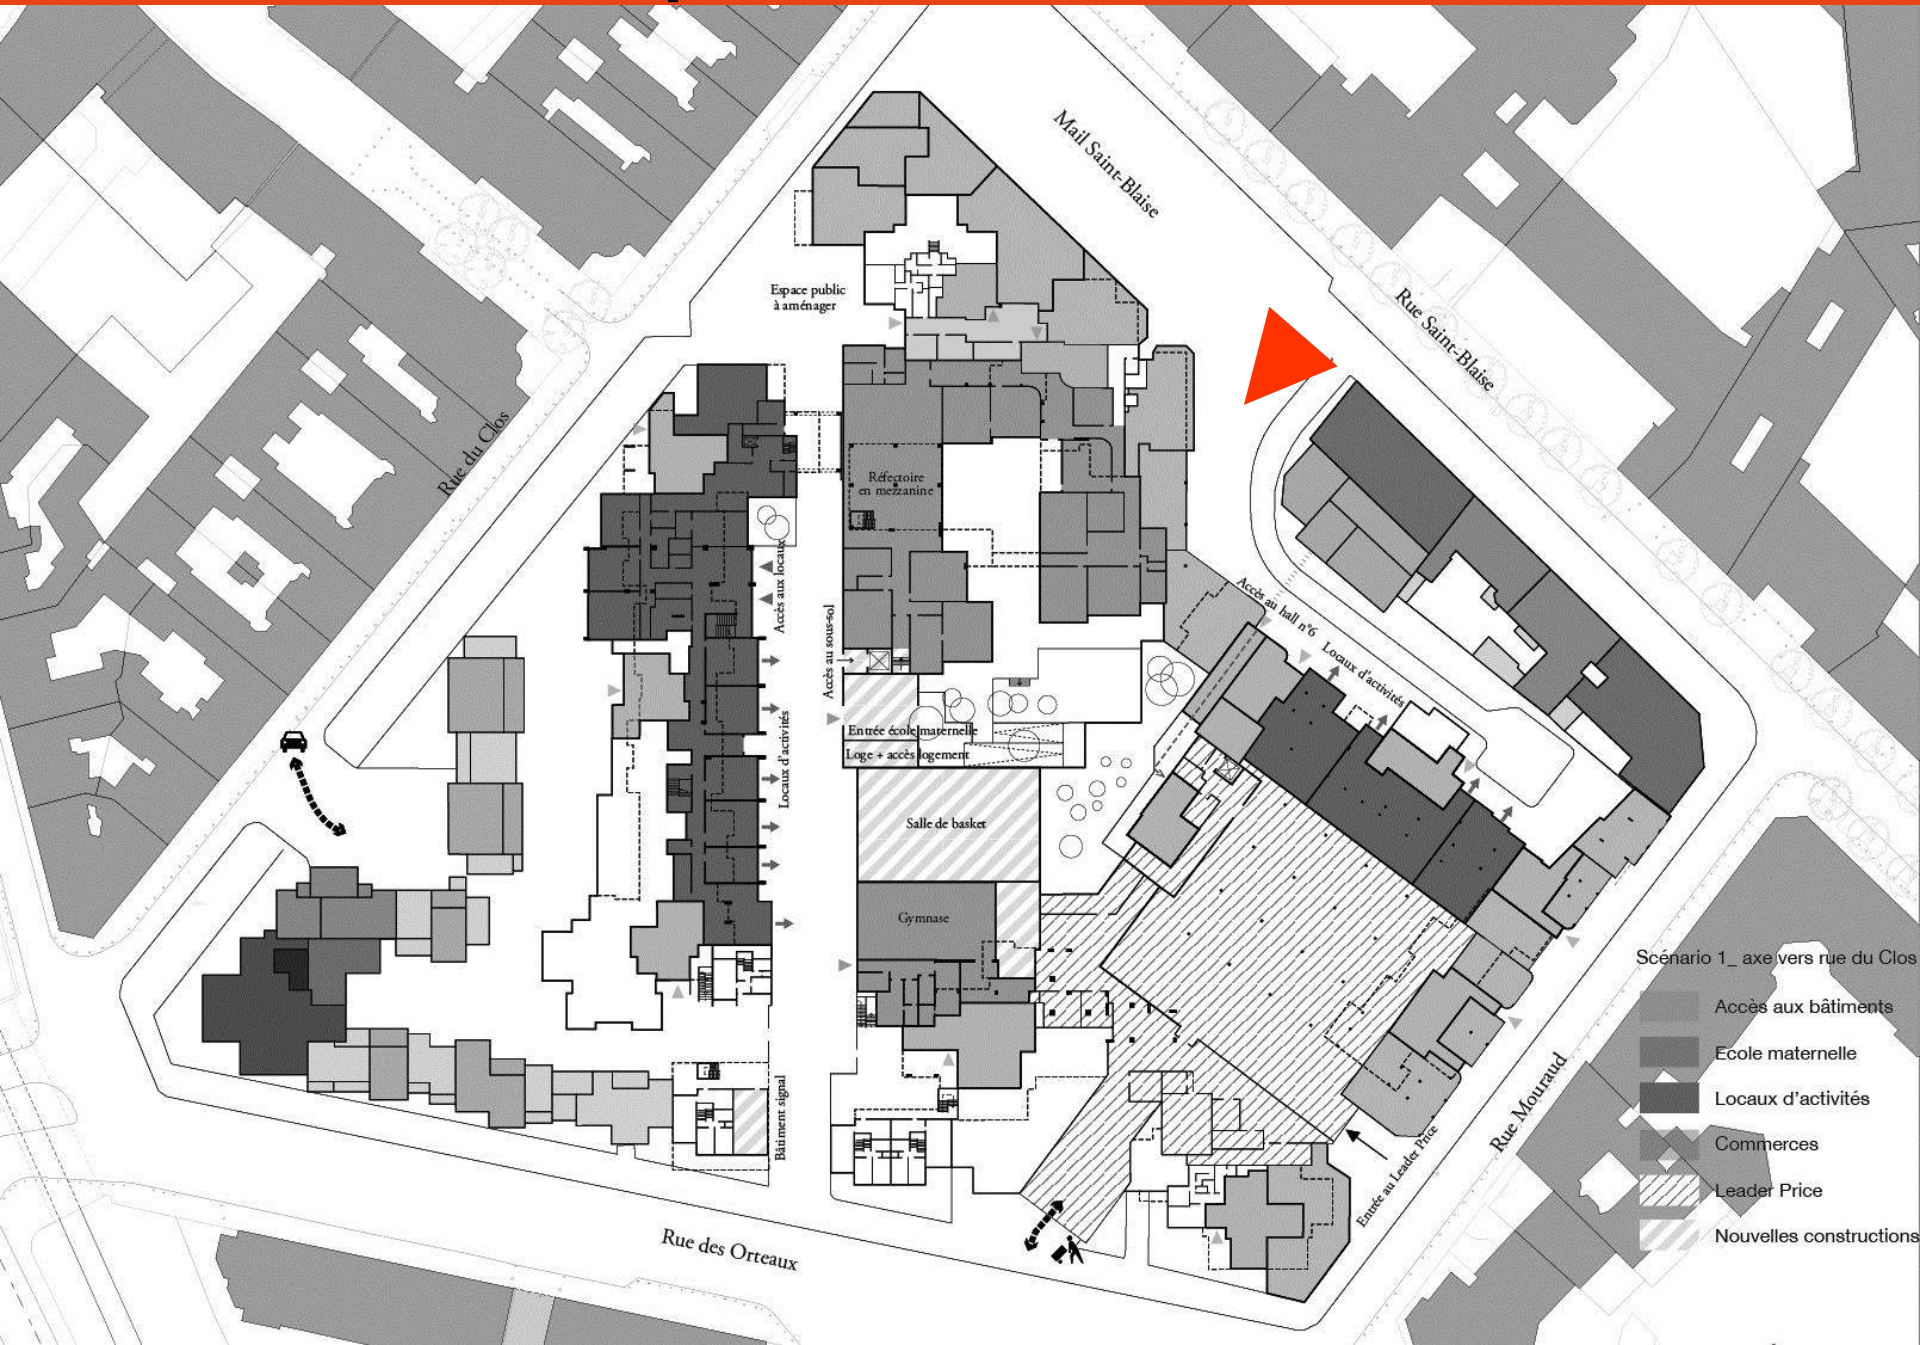 Mail Saint-Blaise
Espace public
à aménager
Rue Saint-Blaise
Rue du Clos
Réfectoire
en mezzanine
Accès aux locaux
Accès au sous-sol
Accès au hall n°6
Locaux d'activités
Locaux d'activités
Entrée école maternelle
Loge + accès logement
Salle de basket
Gymnase
Bâtiment signal
Rue des Orteaux
Entrée au Leader Price
Rue Mouraud
Scénario 1_ axe vers rue du Clos
Accès aux bâtiments
Ecole maternelle
Locaux d'activités
Commerces
Leader Price
Nouvelles constructions